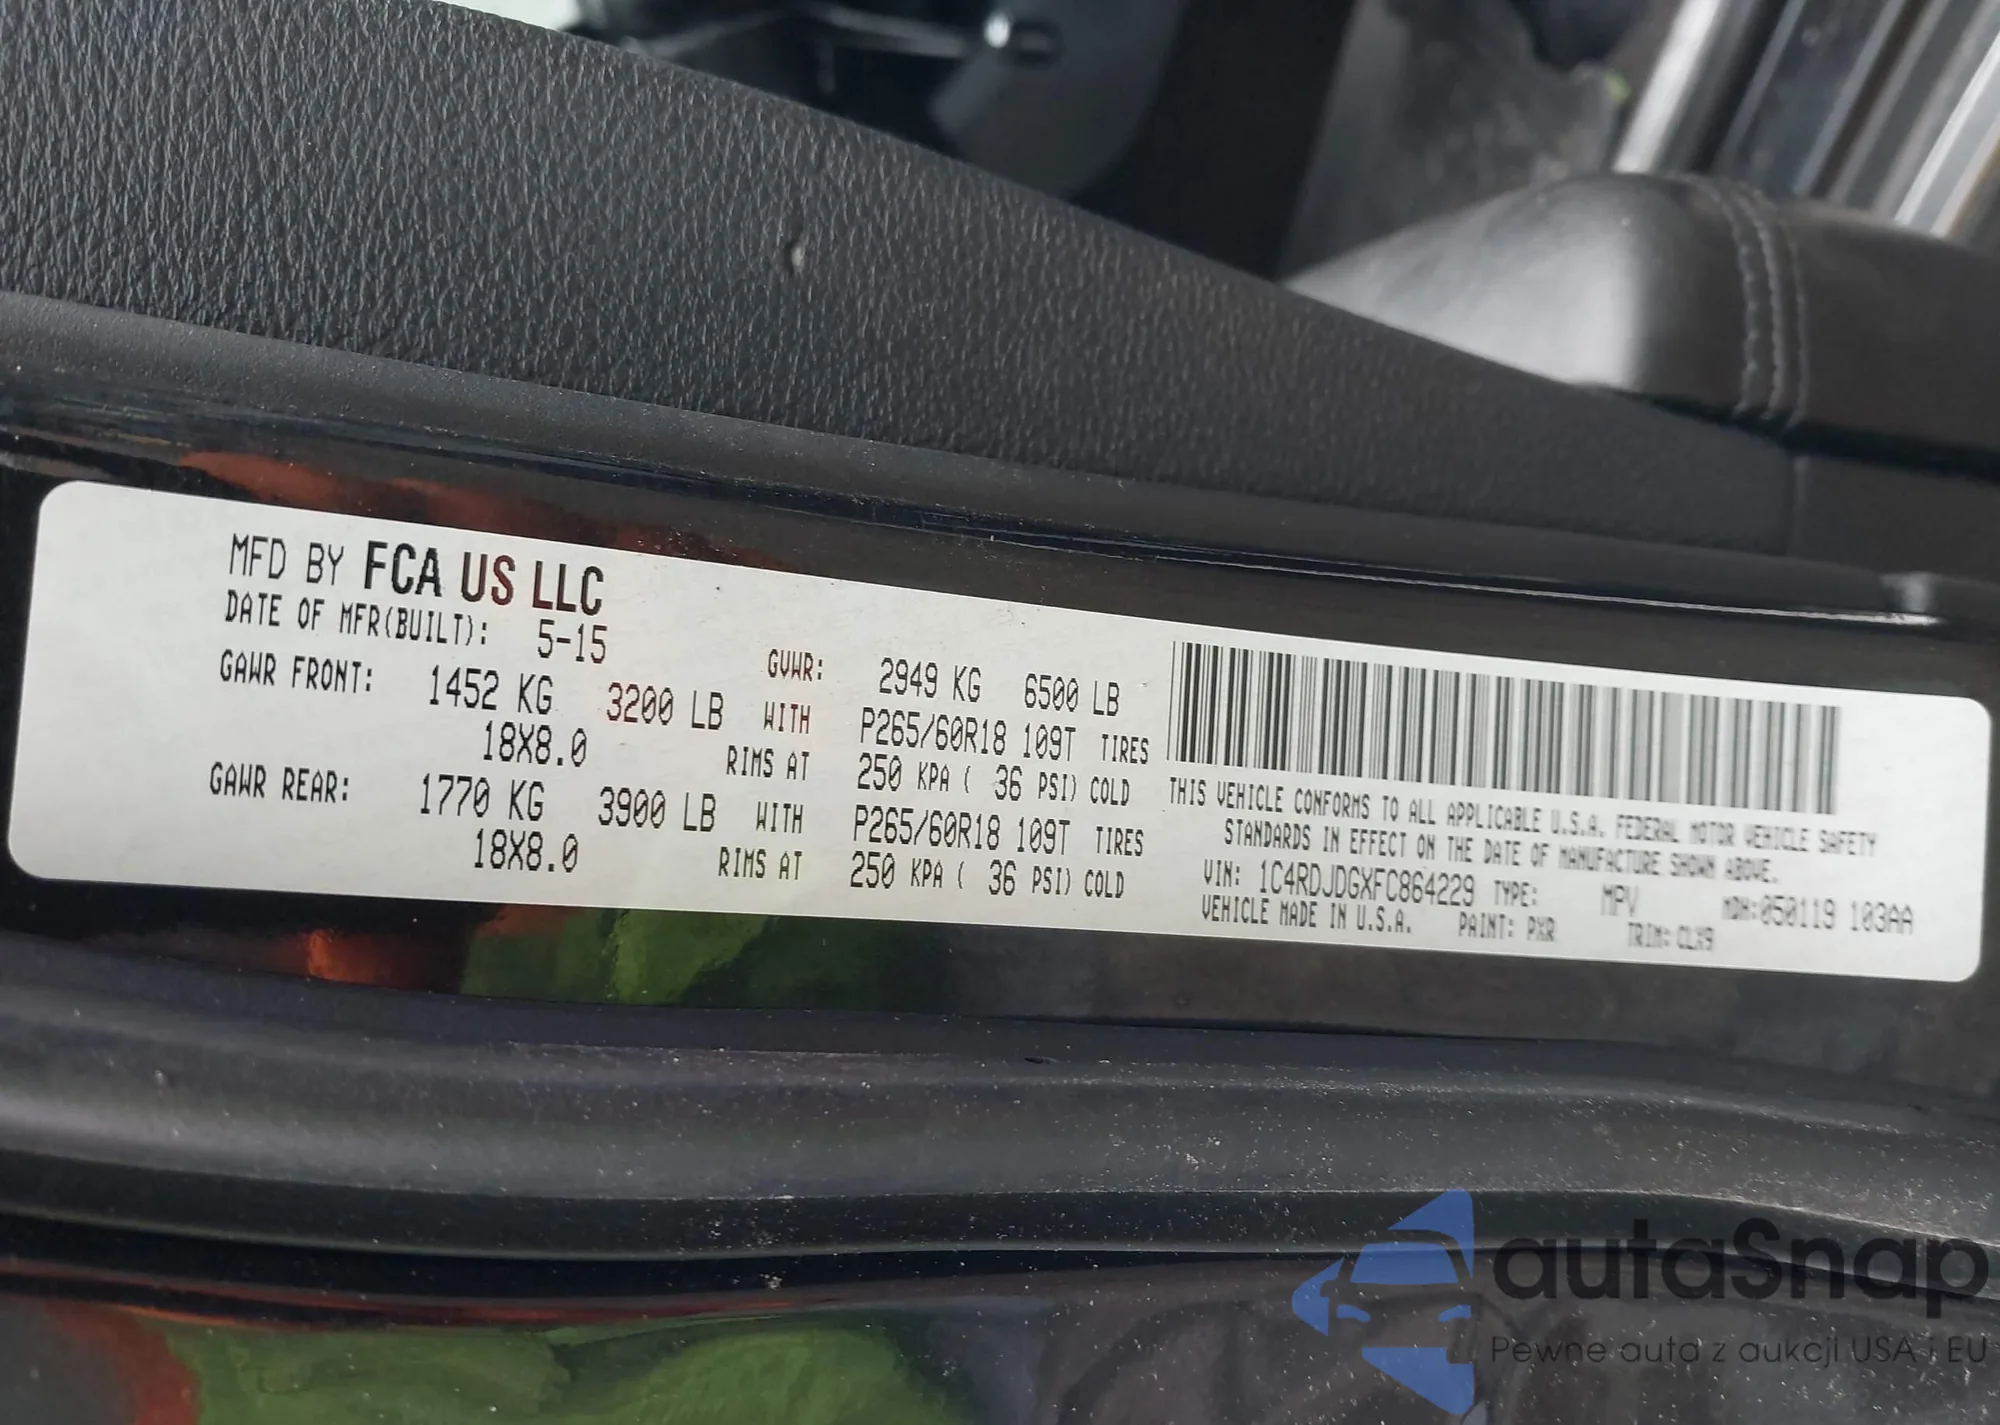 MFD BY FCA US LLC
DATE OF MFR(BUILT): 5-15 GVWR: 2949 KG 6500 LB
GAWR FRONT: 1452 KG 3200 LB WITH P265/60R18 109T TIRES
18X8.0 RIMS AT 250 KPA ( 36 PSI) COLD
GAWR REAR: 1770 KG 3900 LB WITH P265/60R18 109T TIRES
18X8.0 RIMS AT 250 KPA ( 36 PSI) COLD
THIS VEHICLE CONFORMS TO ALL APPLICABLE U.S.A. FEDERAL MOTOR VEHICLE SAFETY
STANDARDS IN EFFECT ON THE DATE OF MANUFACTURE SHOWN ABOVE.
VIN: 1C4RDJDGXFC864229 TYPE: MPV MDH:050119 103AA
VEHICLE MADE IN U.S.A. PAINT: PXR TRIM: CLX9
autaSnap
Pewne auta z aukcji USA i EU